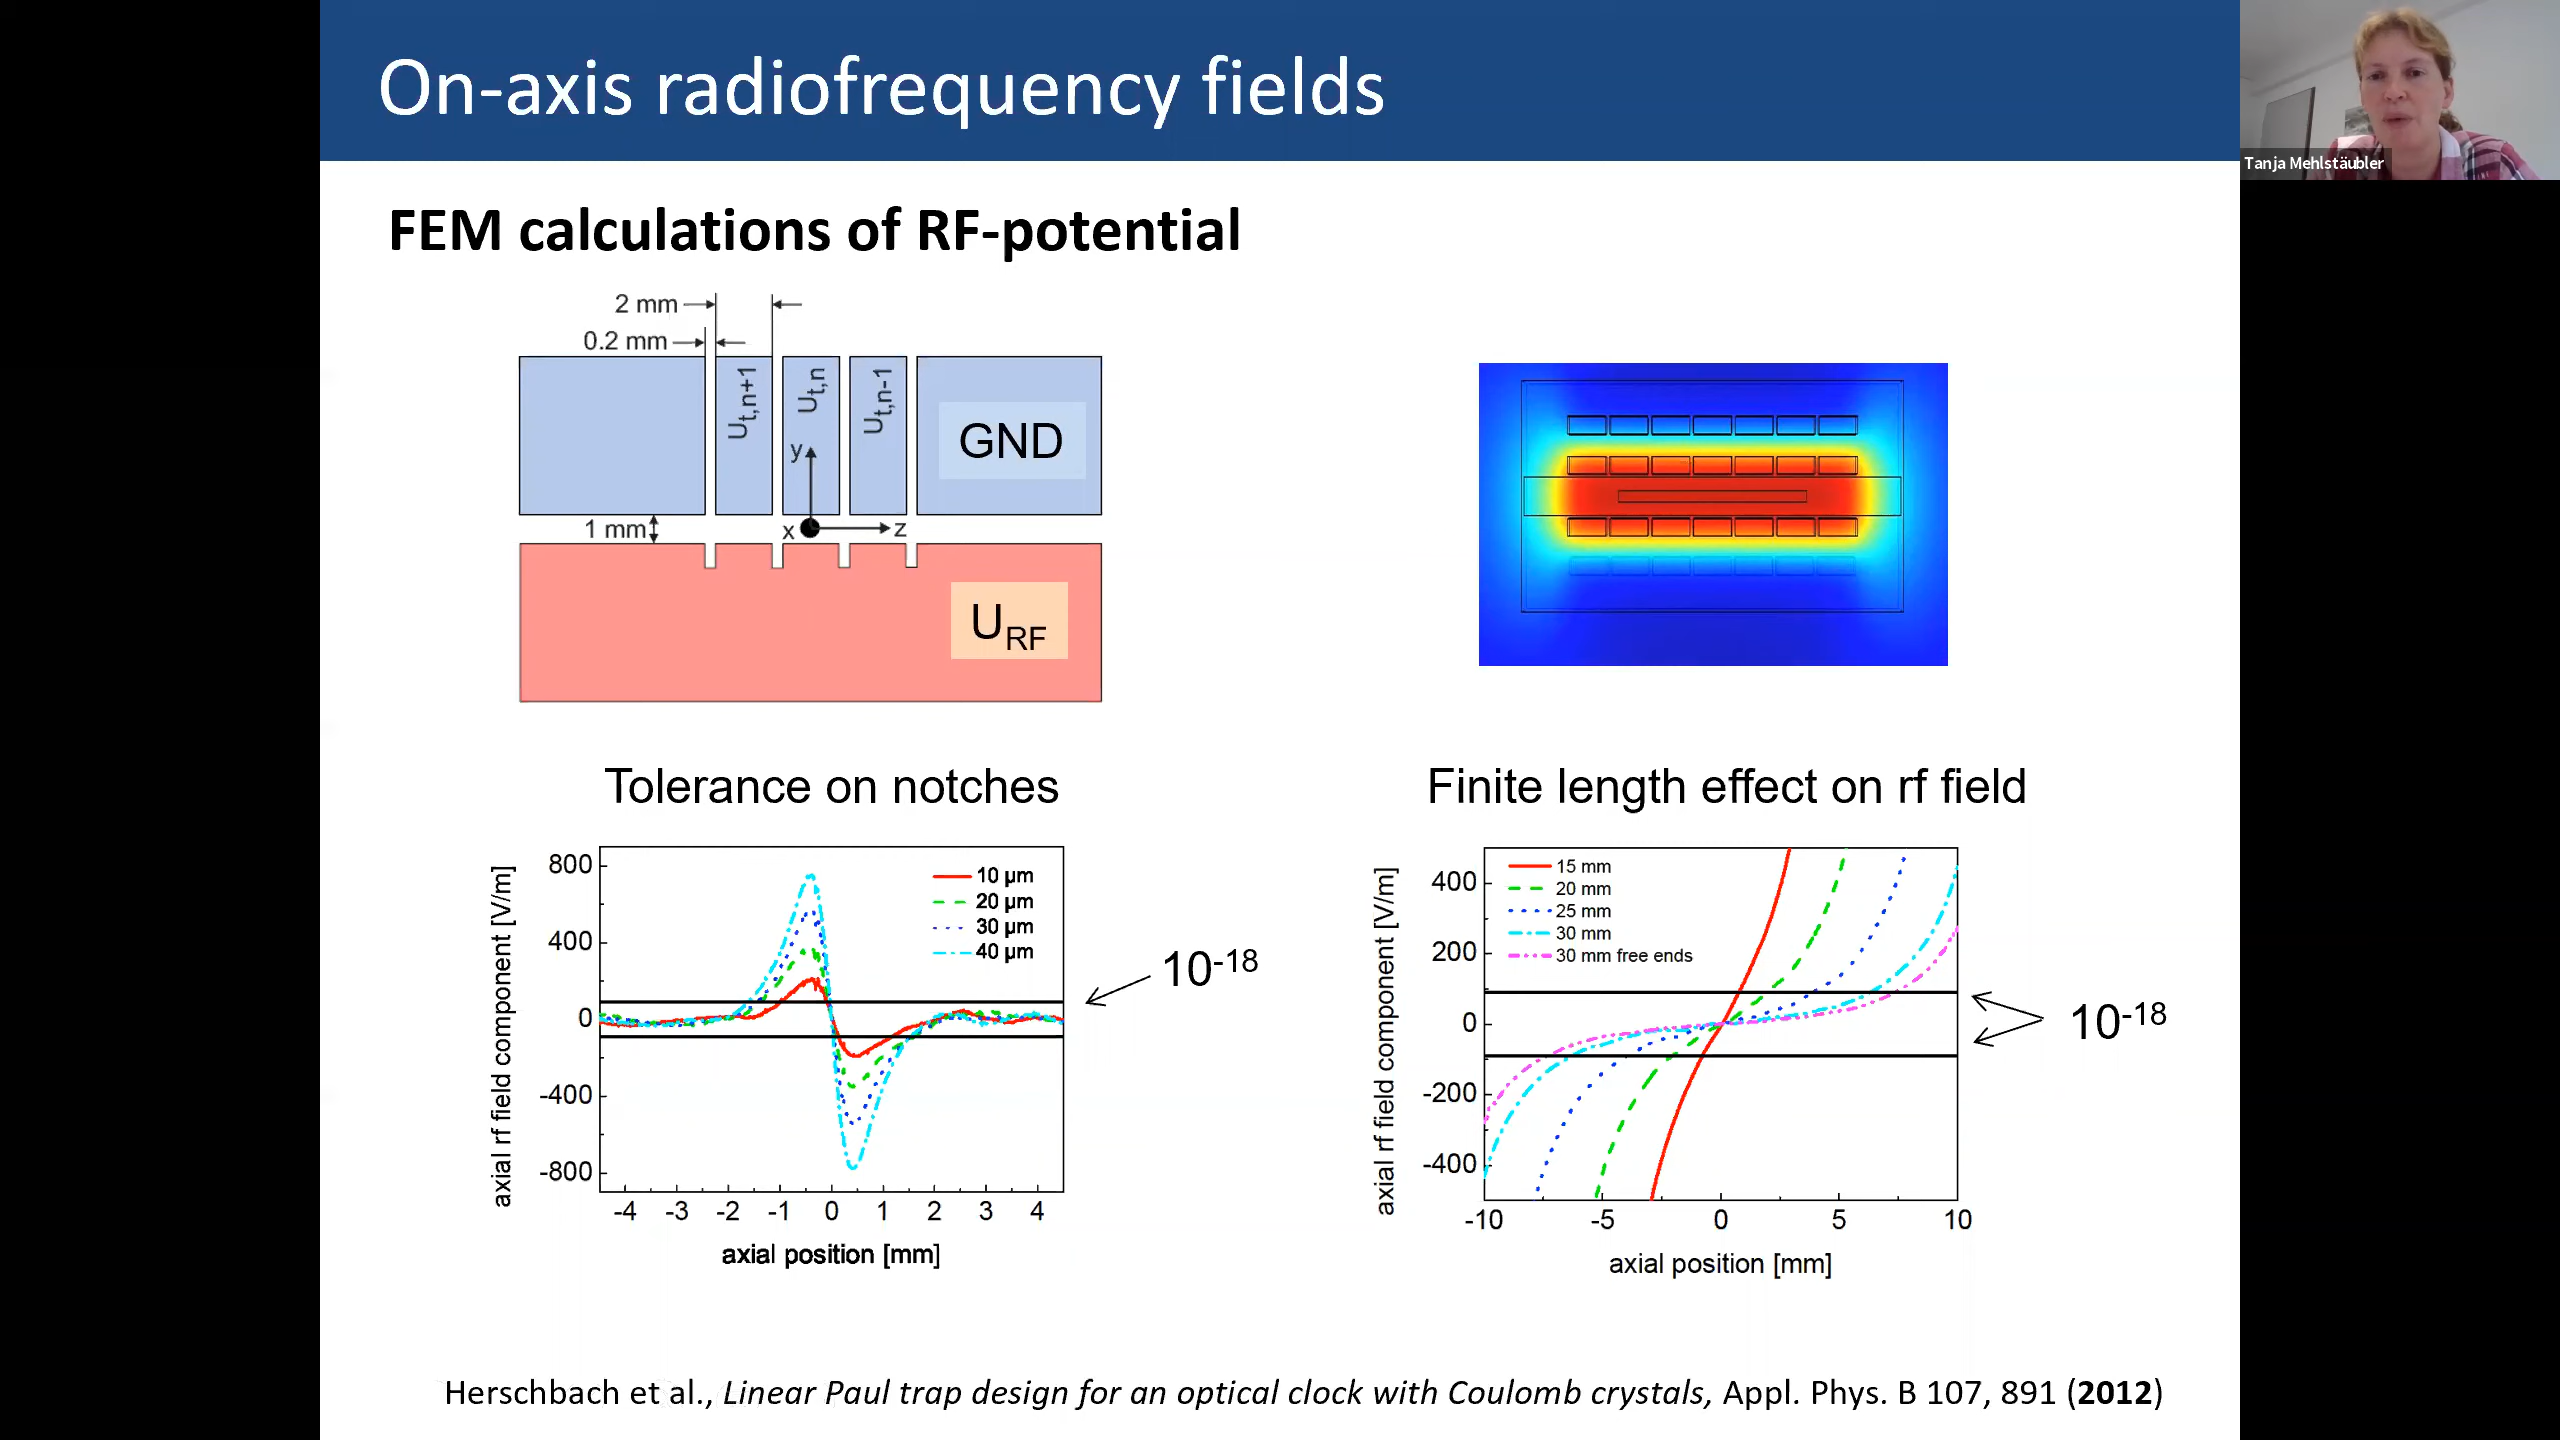 On-axis radiofrequency fields
Tanja Mehlstäubler
FEM calculations of RF-potential
2 mm
0.2 mm
U_t,n+1
U_t,n
U_t,n-1
GND
y
1 mm
x
z
U_RF
Tolerance on notches
axial rf field component [V/m]
800
400
0
-400
-800
10 µm
20 µm
30 µm
40 µm
-4 -3 -2 -1 0 1 2 3 4
axial position [mm]
10^-18
Finite length effect on rf field
axial rf field component [V/m]
400
200
0
-200
-400
15 mm
20 mm
25 mm
30 mm
30 mm free ends
-10 -5 0 5 10
axial position [mm]
10^-18
Herschbach et al., Linear Paul trap design for an optical clock with Coulomb crystals, Appl. Phys. B 107, 891 (2012)